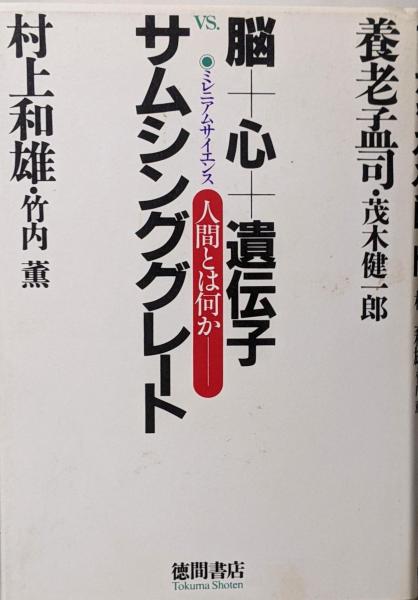 養老孟司・茂木健一郎
脳+心+遺伝子
VS.
サムシンググレート
●ミレニアムサイエンス
人間とは何か──
村上和雄・竹内 薫
徳間書店
Tokuma Shoten